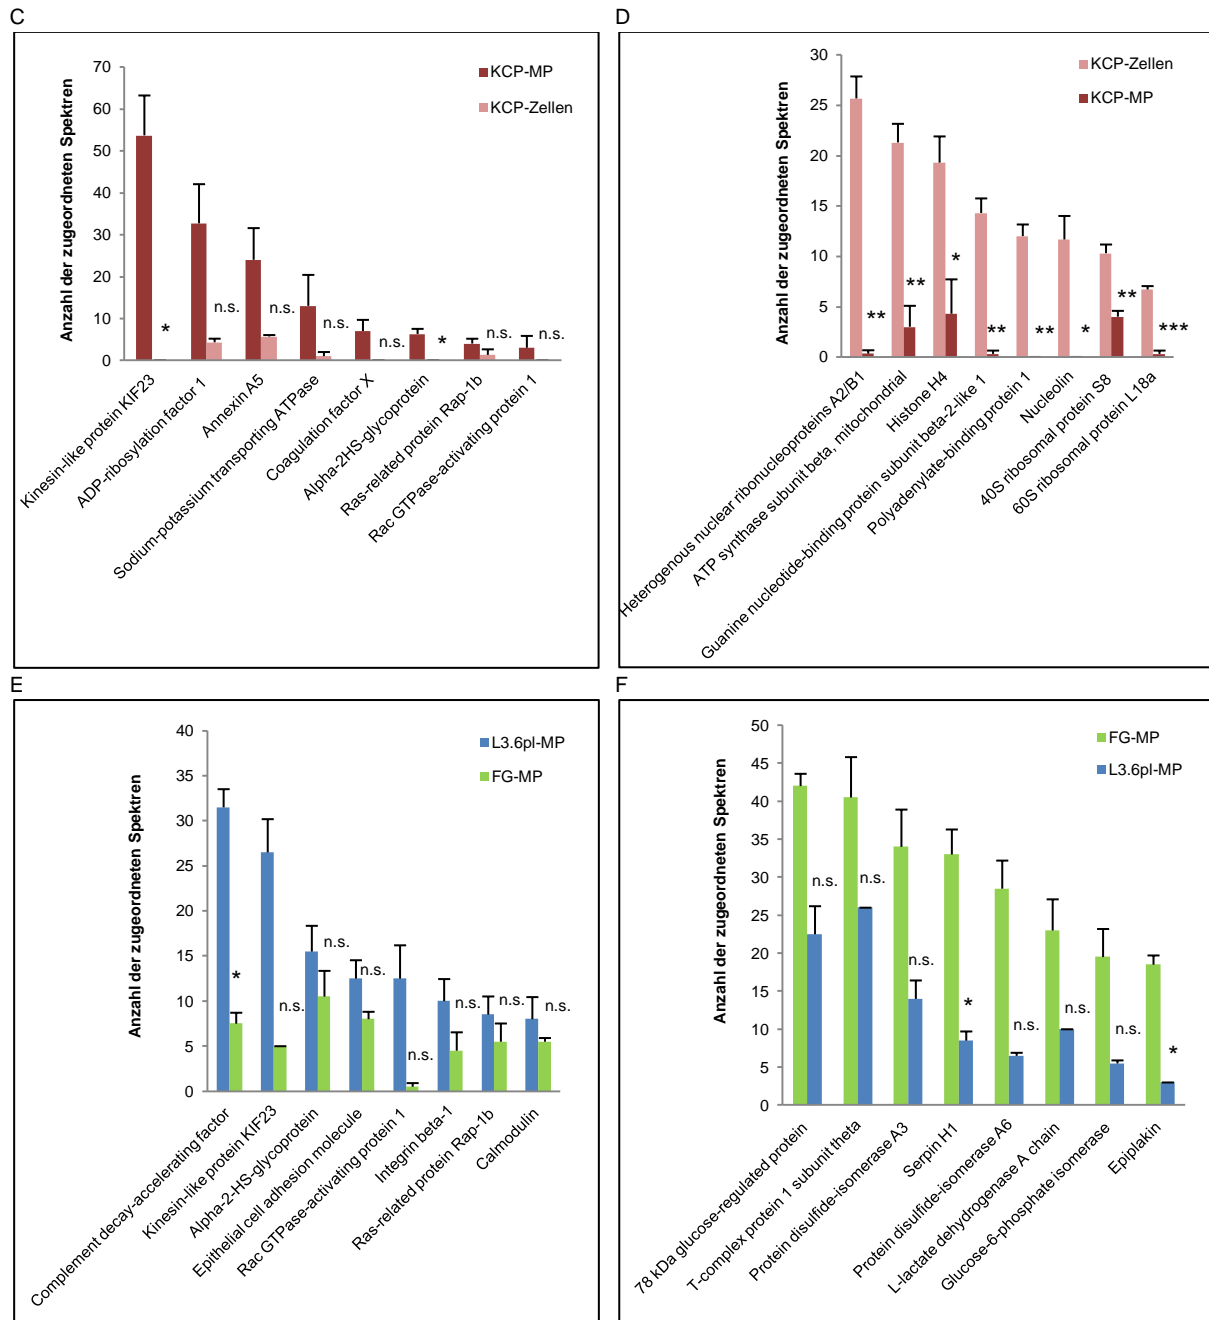 C
70
60
50
40
30
20
10
0
Anzahl der zugeordneten Spektren
KCP-MP
KCP-Zellen
*
n.s.
n.s.
n.s.
n.s.
*
n.s.
n.s.
Kinesin-like protein KIF23
ADP-ribosylation factor 1
Annexin A5
Sodium-potassium transporting ATPase
Coagulation factor X
Alpha-2HS-glycoprotein
Ras-related protein Rap-1b
Rac GTPase-activating protein 1
D
30
25
20
15
10
5
0
Anzahl der zugeordneten Spektren
KCP-Zellen
KCP-MP
**
**
*
**
**
*
**
***
Heterogenous nuclear ribonucleoproteins A2/B1
ATP synthase subunit beta, mitochondrial
Histone H4
Guanine nucleotide-binding protein subunit beta-2-like 1
Polyadenylate-binding protein 1
Nucleolin
40S ribosomal protein S8
60S ribosomal protein L18a
E
40
35
30
25
20
15
10
5
0
Anzahl der zugeordneten Spektren
L3.6pl-MP
FG-MP
*
n.s.
n.s.
n.s.
n.s.
n.s.
n.s.
n.s.
Complement decay-accelerating factor
Kinesin-like protein KIF23
Alpha-2-HS-glycoprotein
Epithelial cell adhesion molecule
Rac GTPase-activating protein 1
Integrin beta-1
Ras-related protein Rap-1b
Calmodulin
F
50
45
40
35
30
25
20
15
10
5
0
Anzahl der zugeordneten Spektren
FG-MP
L3.6pl-MP
n.s.
n.s.
n.s.
*
n.s.
n.s.
n.s.
*
78 kDa glucose-regulated protein
T-complex protein 1 subunit theta
Protein disulfide-isomerase A3
Serpin H1
Protein disulfide-isomerase A6
L-lactate dehydrogenase A chain
Glucose-6-phosphate isomerase
Epiplakin